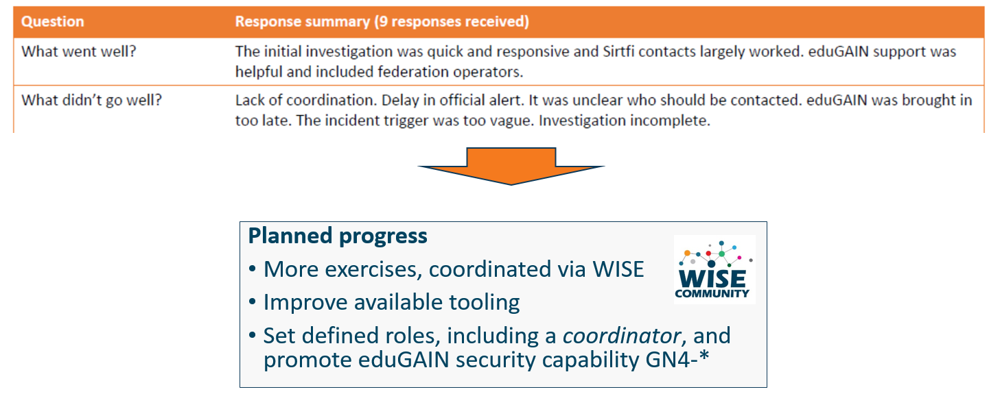 Question Response summary (9 responses received)
What went well? The initial investigation was quick and responsive and Sirtfi contacts largely worked. eduGAIN support was
helpful and included federation operators.
What didn’t go well? Lack of coordination. Delay in official alert. It was unclear who should be contacted. eduGAIN was brought in
too late. The incident trigger was too vague. Investigation incomplete.
Planned progress
• More exercises, coordinated via WISE
• Improve available tooling
• Set defined roles, including a coordinator, and
promote eduGAIN security capability GN4-*
WISE
COMMUNITY